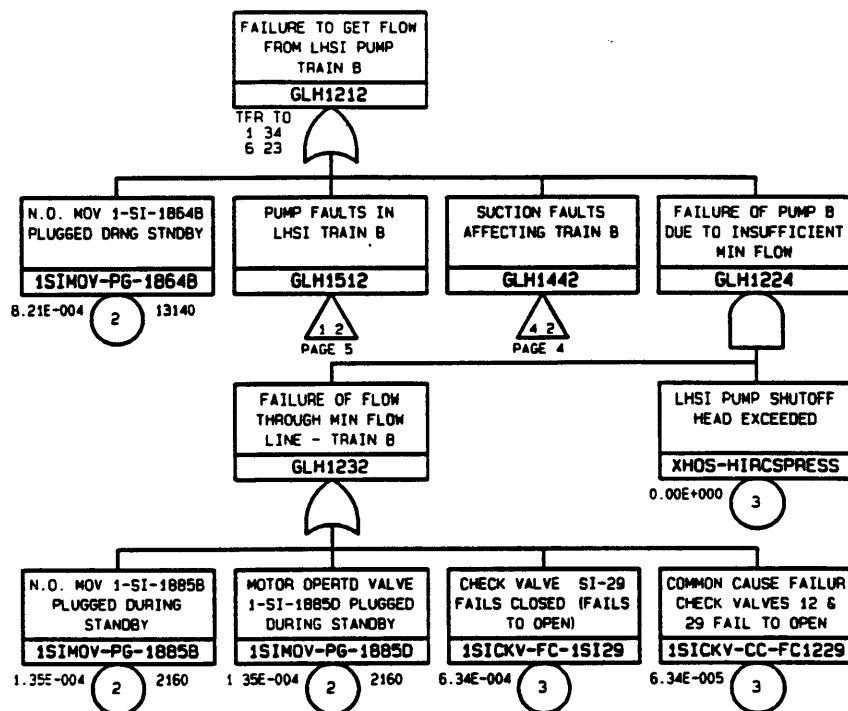 FAILURE TO GET FLOW
FROM LHSI PUMP
TRAIN B
GLH1212
TFR TO
1 34
6 23
N.O. MOV 1-SI-1864B
PLUGGED DRNG STNDBY
1SIMOV-PG-1864B
8.21E-004
2
13140
PUMP FAULTS IN
LHSI TRAIN B
GLH1512
1 2
PAGE 5
SUCTION FAULTS
AFFECTING TRAIN B
GLH1442
4 2
PAGE 4
FAILURE OF PUMP B
DUE TO INSUFFICIENT
MIN FLOW
GLH1224
FAILURE OF FLOW
THROUGH MIN FLOW
LINE - TRAIN B
GLH1232
LHSI PUMP SHUTOFF
HEAD EXCEEDED
XHOS-HIRCSPRESS
0.00E+000
3
N.O. MOV 1-SI-1885B
PLUGGED DURING
STANDBY
1SIMOV-PG-1885B
1.35E-004
2
2160
MOTOR OPERTD VALVE
1-SI-1885D PLUGGED
DURING STANDBY
1SIMOV-PG-1885D
1 35E-004
2
2160
CHECK VALVE SI-29
FAILS CLOSED (FAILS
TO OPEN)
1SICKV-FC-1SI29
6.34E-004
3
COMMON CAUSE FAILUR
CHECK VALVES 12 &
29 FAIL TO OPEN
1SICKV-CC-FC1229
6.34E-005
3